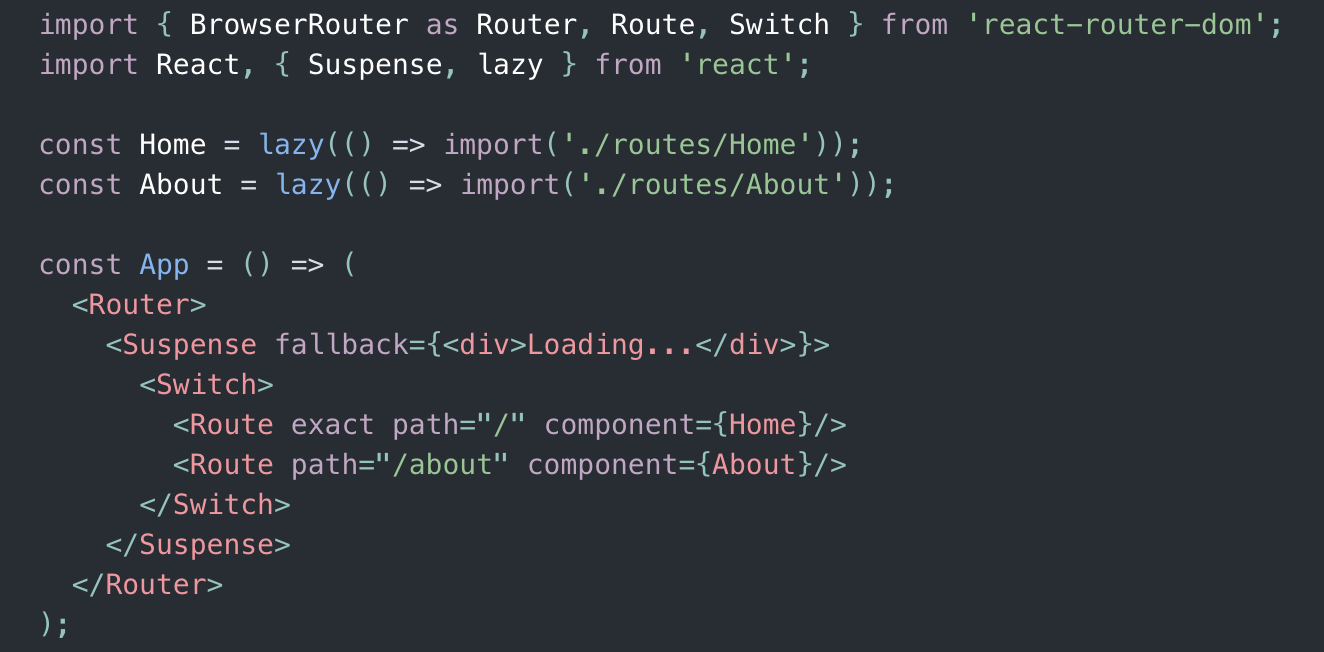 import { BrowserRouter as Router, Route, Switch } from 'react-router-dom';
import React, { Suspense, lazy } from 'react';

const Home = lazy(() => import('./routes/Home'));
const About = lazy(() => import('./routes/About'));

const App = () => (
  <Router>
    <Suspense fallback={<div>Loading...</div>}>
      <Switch>
        <Route exact path="/" component={Home}/>
        <Route path="/about" component={About}/>
      </Switch>
    </Suspense>
  </Router>
);